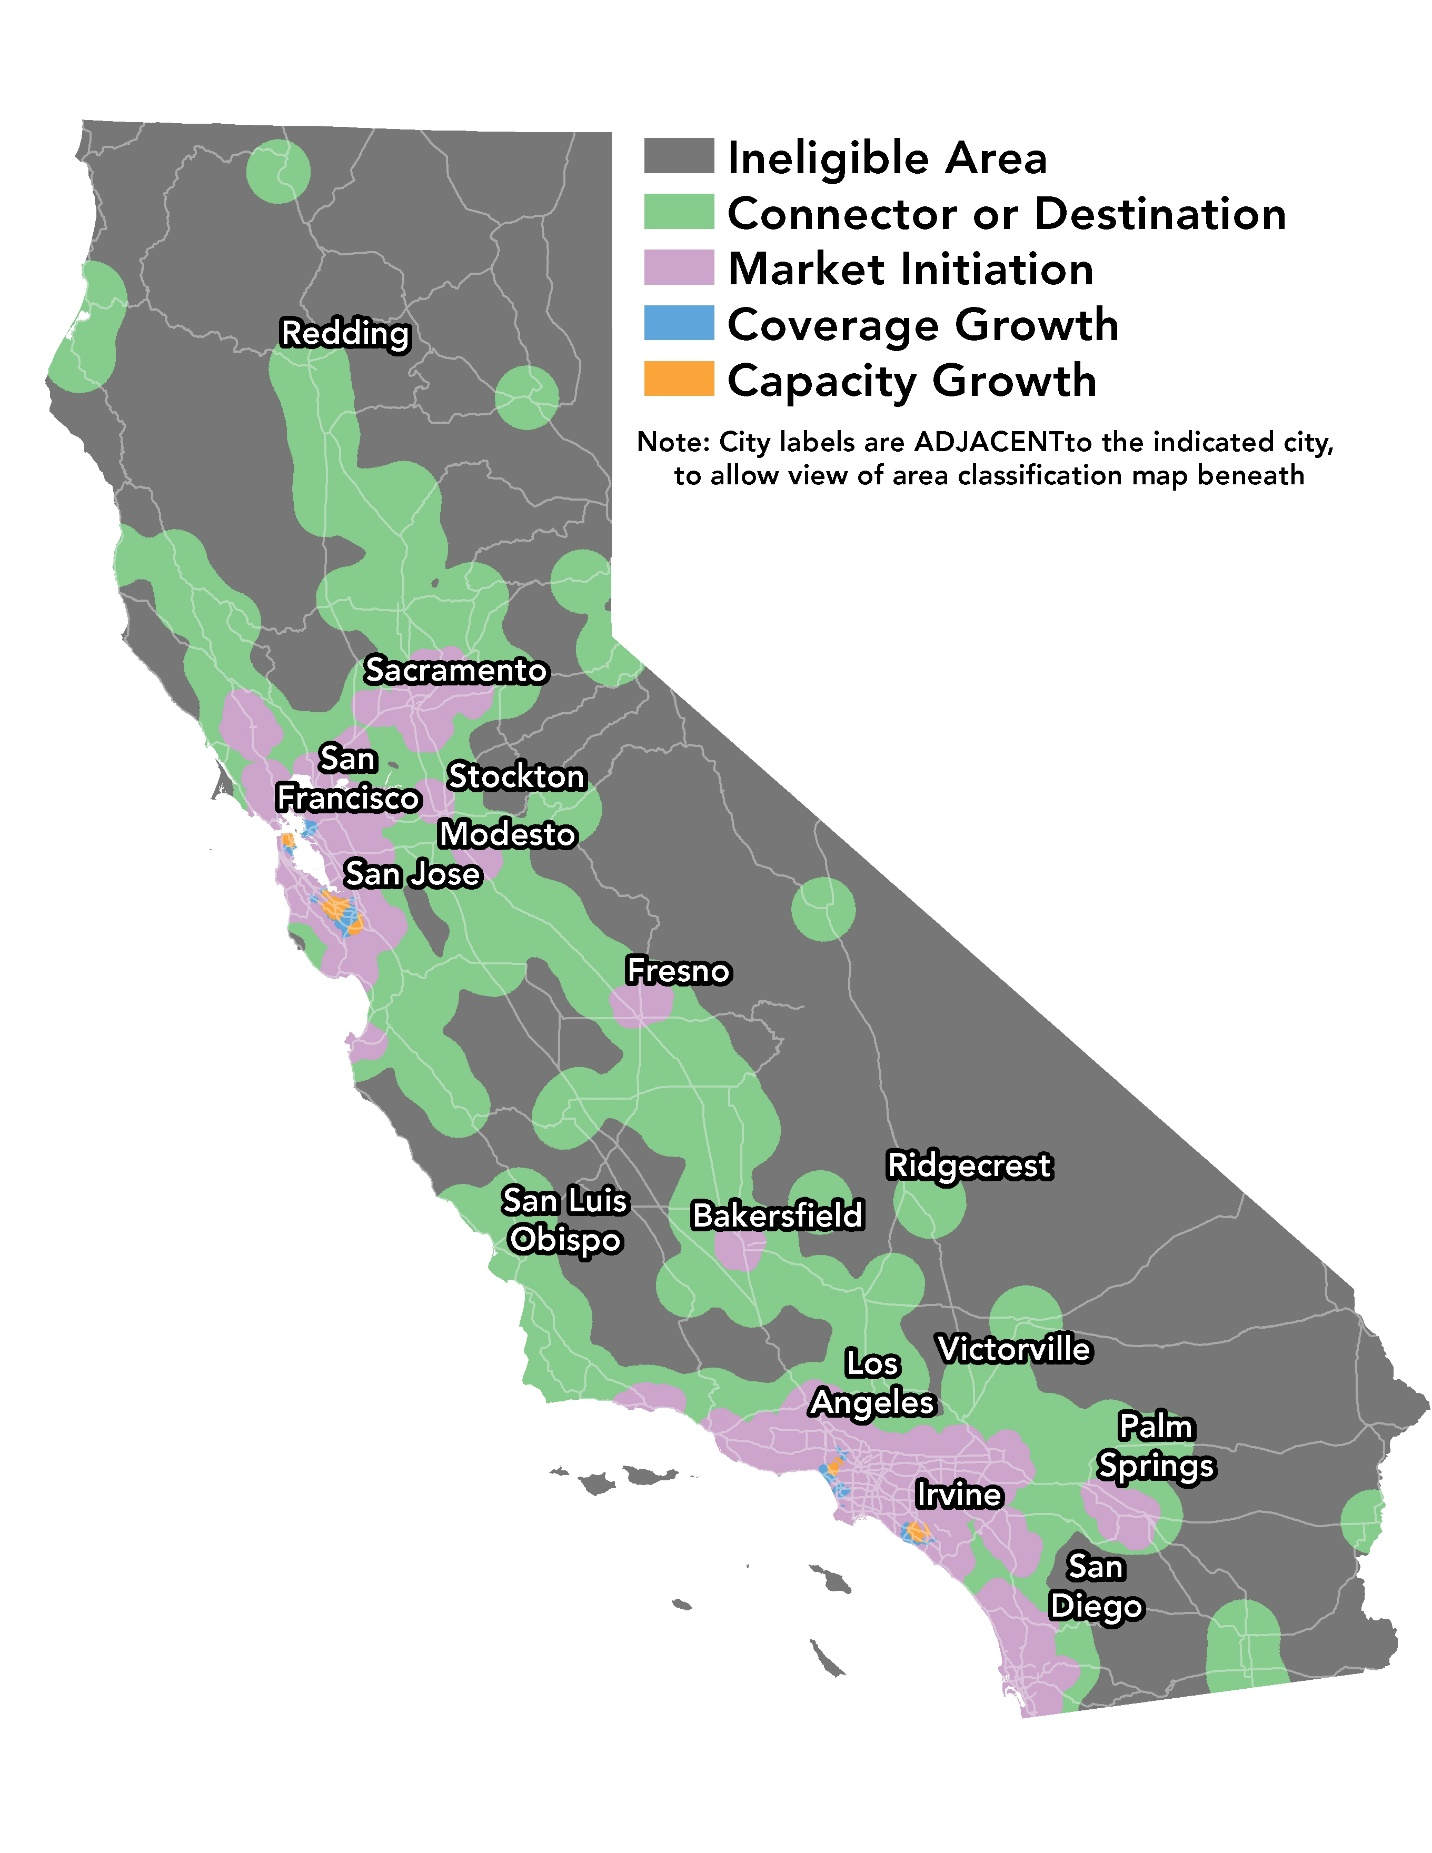 Ineligible Area
Connector or Destination
Market Initiation
Coverage Growth
Capacity Growth
Note: City labels are ADJACENTto the indicated city,
to allow view of area classification map beneath
Redding
Sacramento
San
Francisco
Stockton
Modesto
San Jose
Fresno
Ridgecrest
San Luis
Obispo
Bakersfield
Victorville
Los
Angeles
Palm
Springs
Irvine
San
Diego